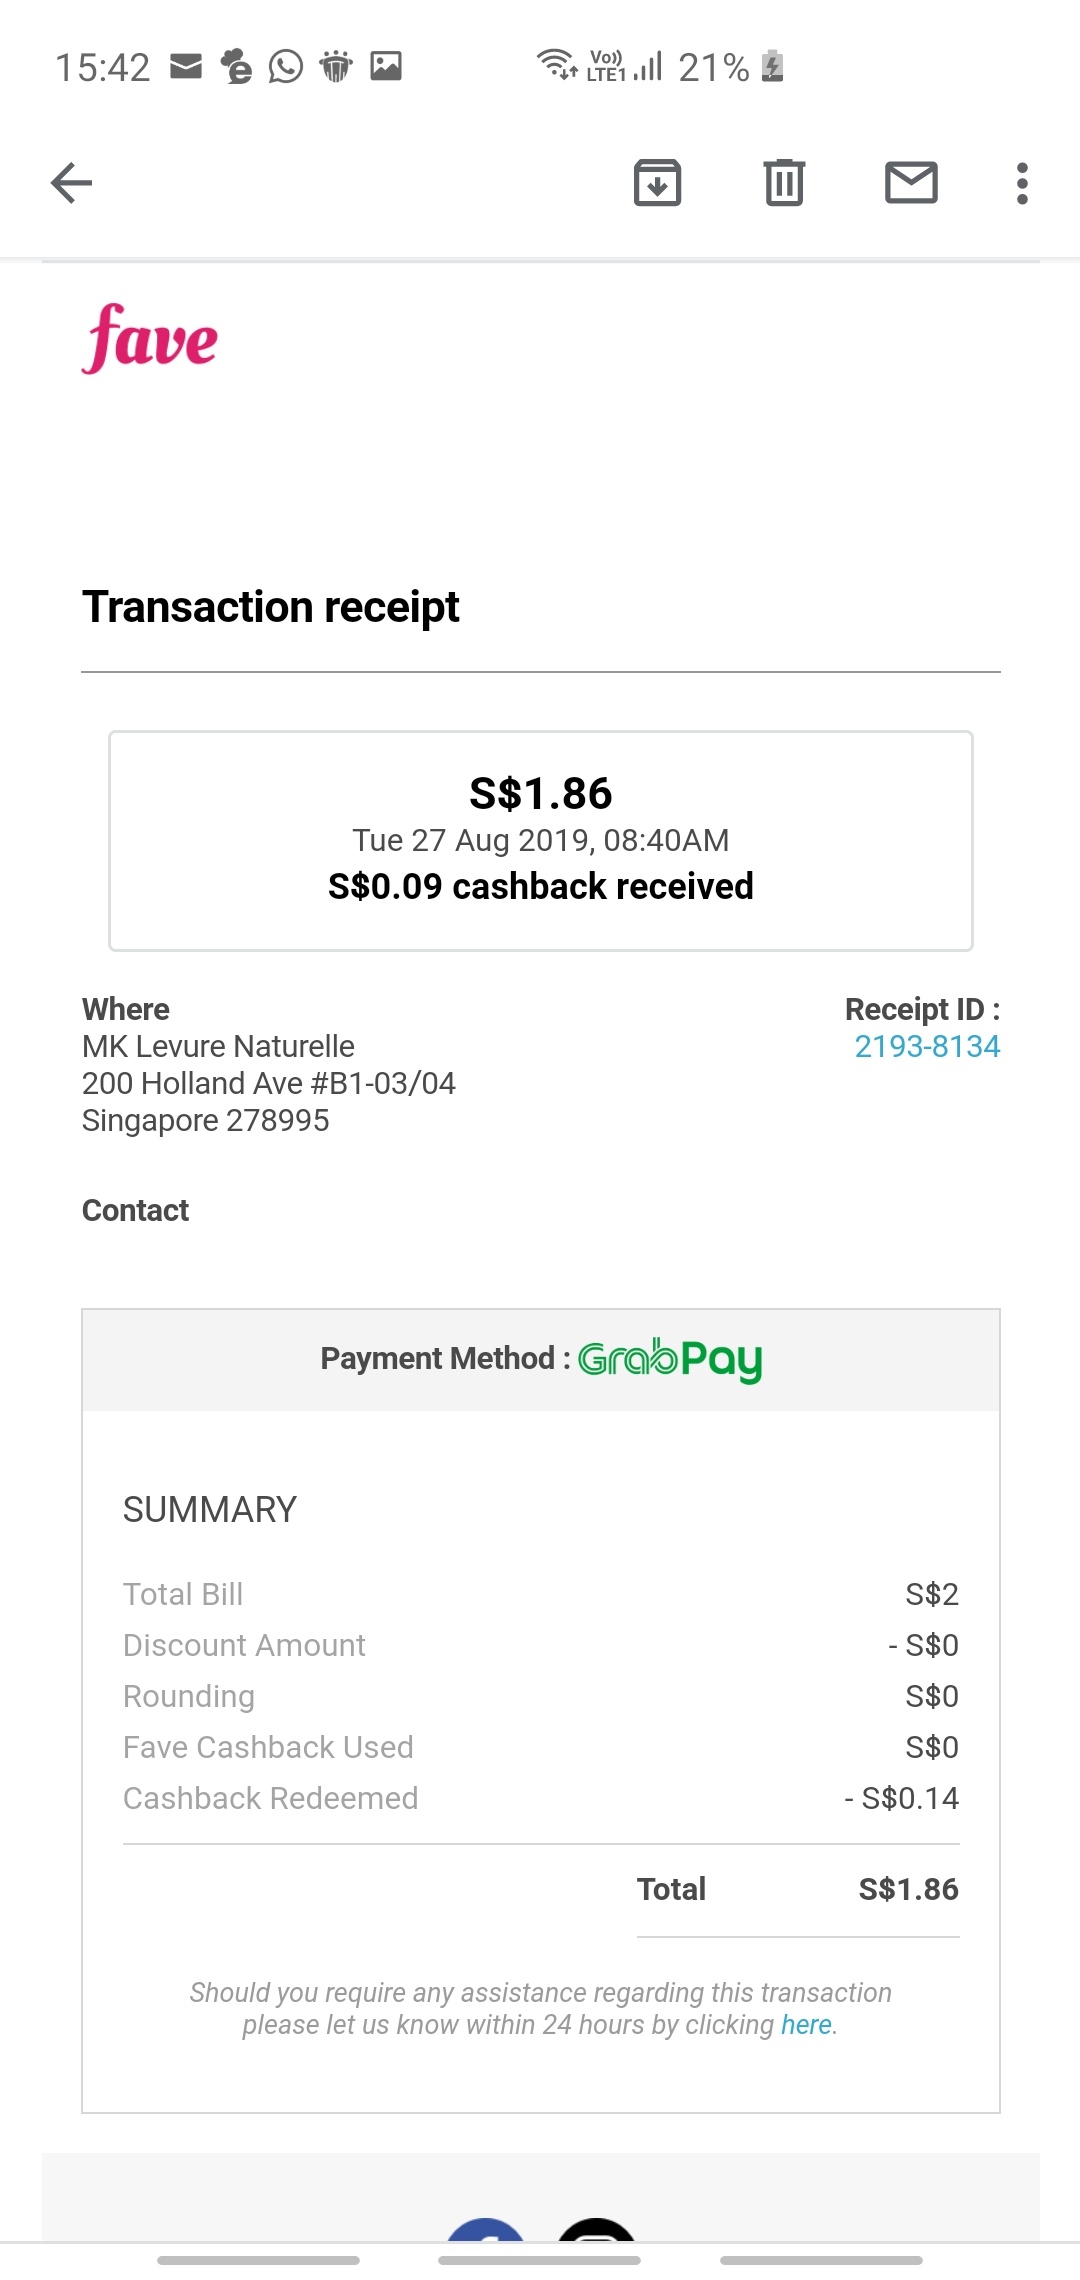 15:42
Vo)) LTE1 21%
fave
Transaction receipt
S$1.86
Tue 27 Aug 2019, 08:40AM
S$0.09 cashback received
Where
Receipt ID :
MK Levure Naturelle
2193-8134
200 Holland Ave #B1-03/04
Singapore 278995
Contact
Payment Method : GrabPay
SUMMARY
Total Bill S$2
Discount Amount - S$0
Rounding S$0
Fave Cashback Used S$0
Cashback Redeemed - S$0.14
Total S$1.86
Should you require any assistance regarding this transaction
please let us know within 24 hours by clicking here.